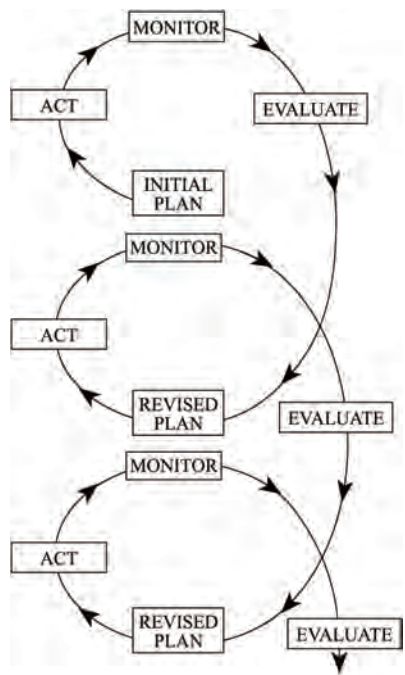 MONITOR
ACT
EVALUATE
INITIAL
PLAN
MONITOR
ACT
REVISED
PLAN
EVALUATE
MONITOR
ACT
REVISED
PLAN
EVALUATE